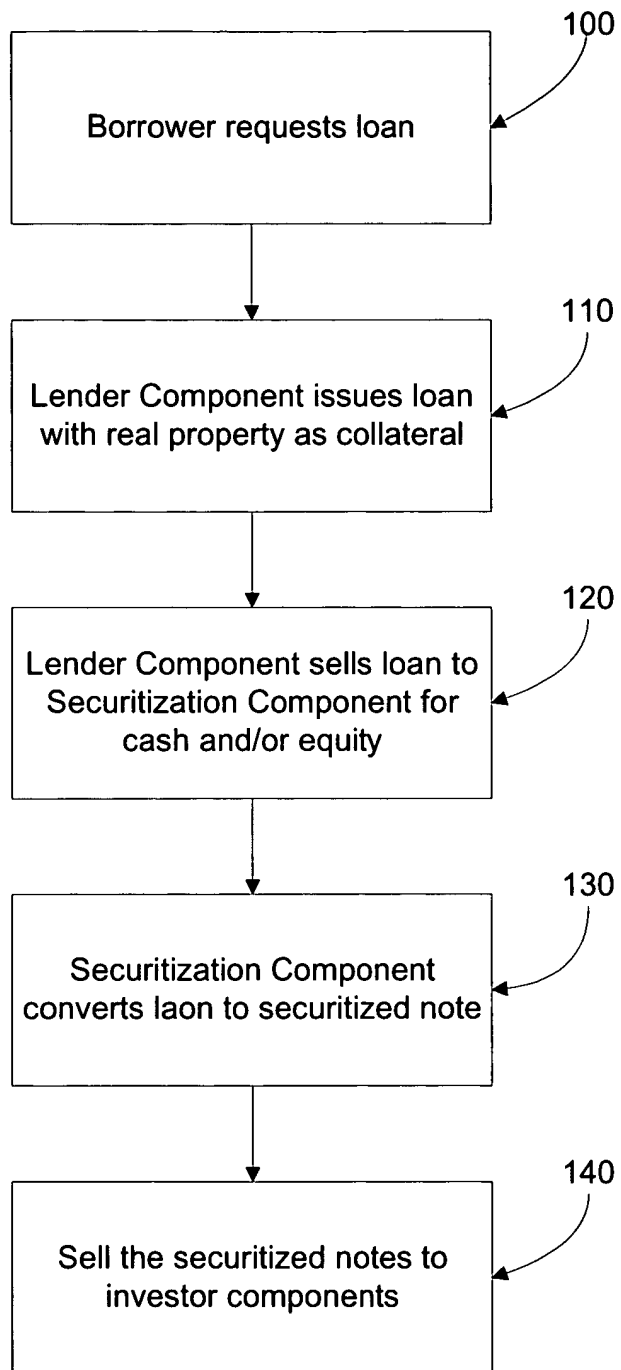 100
Borrower requests loan
110
Lender Component issues loan
with real property as collateral
120
Lender Component sells loan to
Securitization Component for
cash and/or equity
130
Securitization Component
converts laon to securitized note
140
Sell the securitized notes to
investor components